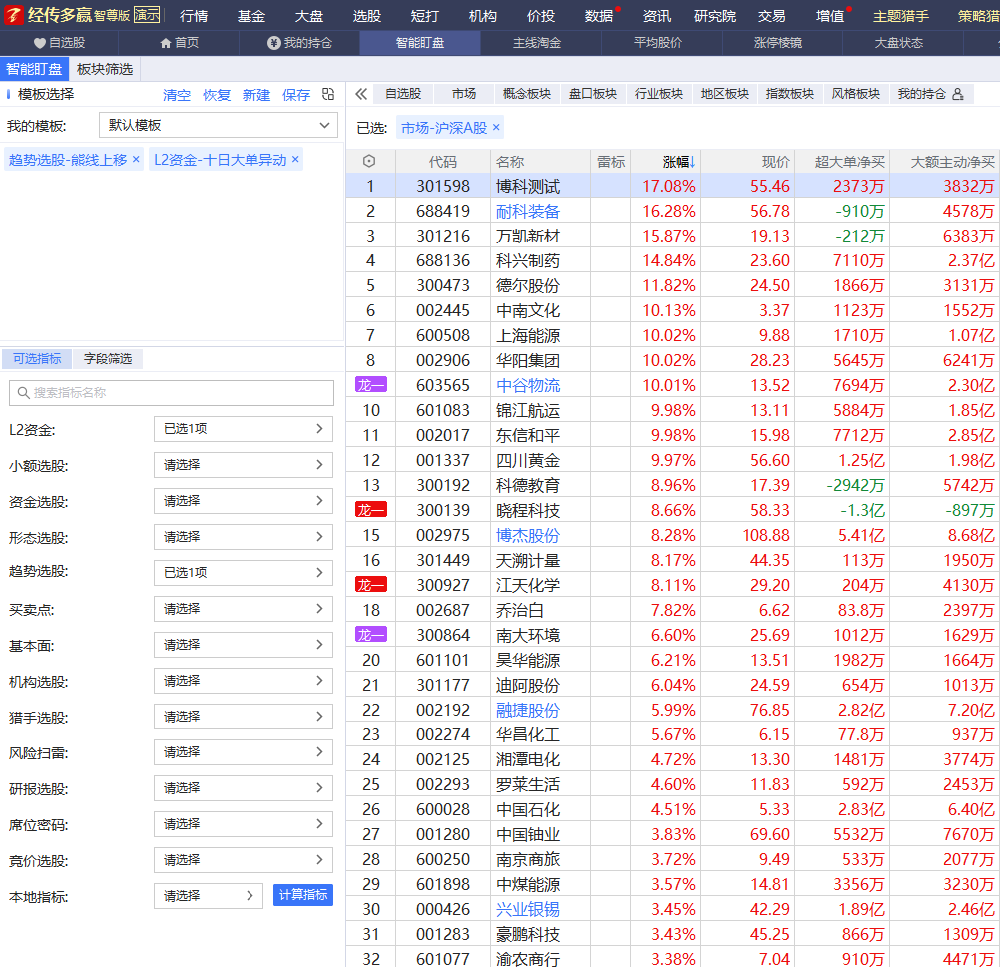 经传多赢 智尊版 演示 行情 基金 大盘 选股 短打 机构 价投 数据 资讯 研究院 交易 增值 主题猎手 策略猎
自选股 首页 我的持仓 智能盯盘 主线淘金 平均股价 涨停棱镜 大盘状态
智能盯盘 板块筛选
模板选择 清空 恢复 新建 保存
我的模板: 默认模板
趋势选股-熊线上移 × L2资金-十日大单异动 ×
可选指标 字段筛选
搜索指标名称
L2资金: 已选1项
小额选股: 请选择
资金选股: 请选择
形态选股: 请选择
趋势选股: 已选1项
买卖点: 请选择
基本面: 请选择
机构选股: 请选择
猎手选股: 请选择
风险扫雷: 请选择
研报选股: 请选择
席位密码: 请选择
竞价选股: 请选择
本地指标: 请选择 计算指标
自选股 市场 概念板块 盘口板块 行业板块 地区板块 指数板块 风格板块 我的持仓
已选: 市场-沪深A股 ×
代码 名称 雷标 涨幅↓ 现价 超大单净买 大额主动净买
1 301598 博科测试 17.08% 55.46 2373万 3832万
2 688419 耐科装备 16.28% 56.78 -910万 4578万
3 301216 万凯新材 15.87% 19.13 -212万 6383万
4 688136 科兴制药 14.84% 23.60 7110万 2.37亿
5 300473 德尔股份 11.82% 24.50 1866万 3131万
6 002445 中南文化 10.13% 3.37 1123万 1552万
7 600508 上海能源 10.02% 9.88 1710万 1.07亿
8 002906 华阳集团 10.02% 28.23 5645万 6241万
龙一 603565 中谷物流 10.01% 13.52 7694万 2.30亿
10 601083 锦江航运 9.98% 13.11 5884万 1.85亿
11 002017 东信和平 9.98% 15.98 7712万 2.85亿
12 001337 四川黄金 9.97% 56.60 1.25亿 1.98亿
13 300192 科德教育 8.96% 17.39 -2942万 5742万
龙一 300139 晓程科技 8.66% 58.33 -1.3亿 -897万
15 002975 博杰股份 8.28% 108.88 5.41亿 8.68亿
16 301449 天溯计量 8.17% 44.35 113万 1950万
龙一 300927 江天化学 8.11% 29.20 204万 4130万
18 002687 乔治白 7.82% 6.62 83.8万 2397万
龙一 300864 南大环境 6.60% 25.69 1012万 1629万
20 601101 昊华能源 6.21% 13.51 1982万 1664万
21 301177 迪阿股份 6.04% 24.59 654万 1013万
22 002192 融捷股份 5.99% 76.85 2.82亿 7.20亿
23 002274 华昌化工 5.67% 6.15 77.8万 937万
24 002125 湘潭电化 4.72% 13.30 1481万 3774万
25 002293 罗莱生活 4.60% 11.83 592万 2453万
26 600028 中国石化 4.51% 5.33 2.83亿 6.40亿
27 001280 中国铀业 3.83% 69.60 5532万 7670万
28 600250 南京商旅 3.72% 9.49 533万 2077万
29 601898 中煤能源 3.57% 14.81 3356万 3230万
30 000426 兴业银锡 3.45% 42.29 1.89亿 2.46亿
31 001283 豪鹏科技 3.43% 45.25 866万 1309万
32 601077 渝农商行 3.38% 7.04 910万 4471万